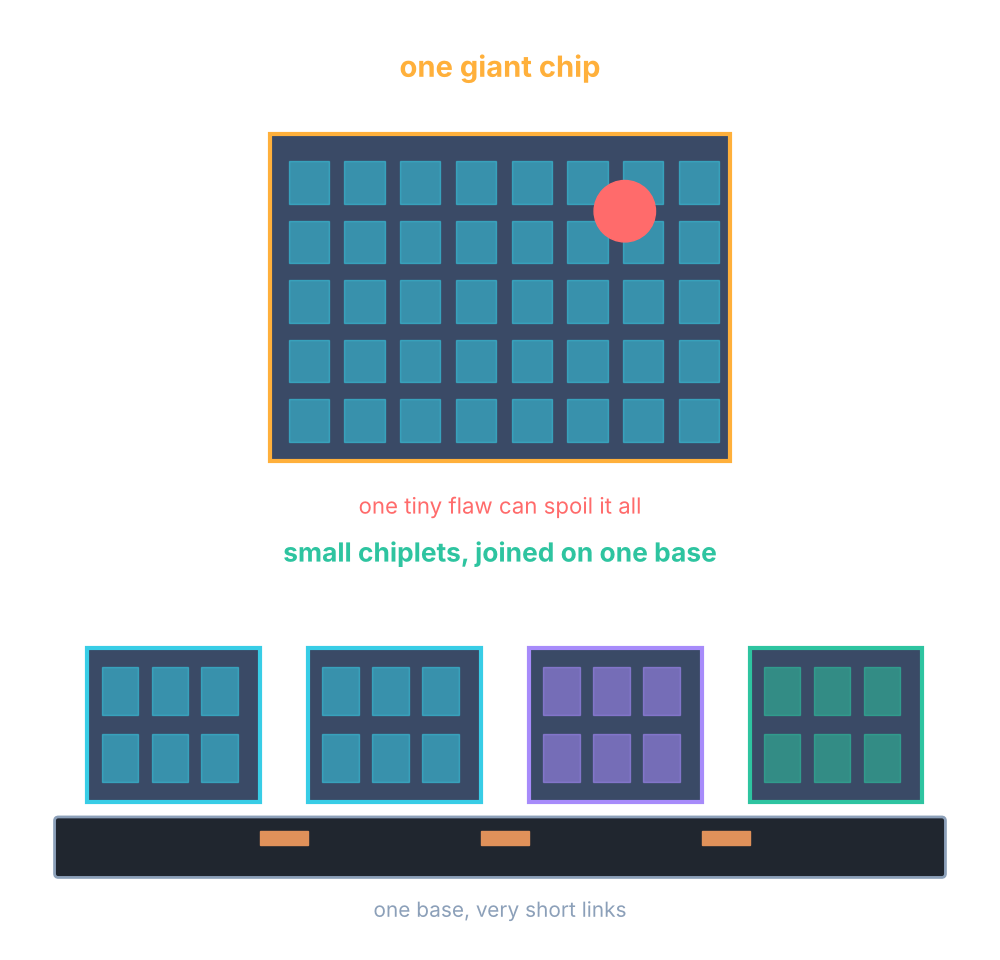 one giant chip
one tiny flaw can spoil it all
small chiplets, joined on one base
one base, very short links